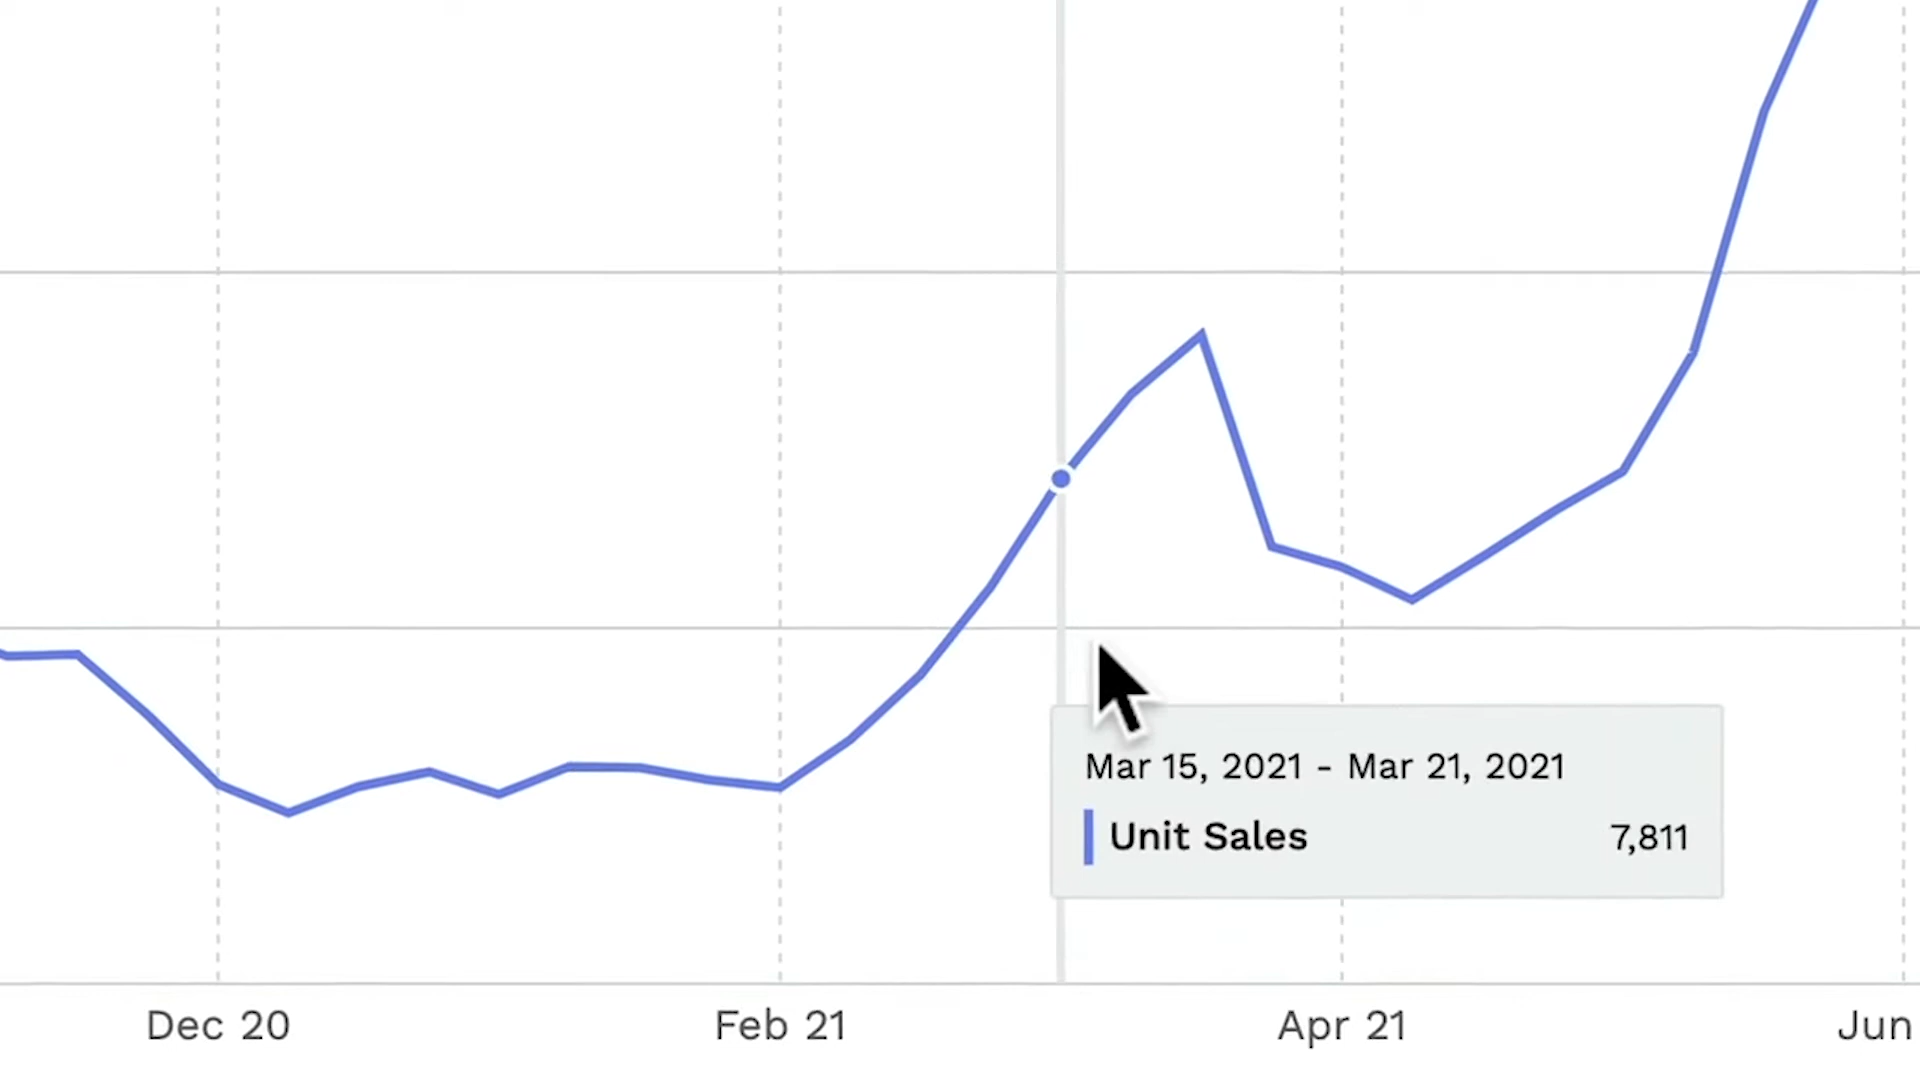 Mar 15, 2021 - Mar 21, 2021
Unit Sales 7,811
Dec 20 Feb 21 Apr 21 Jun